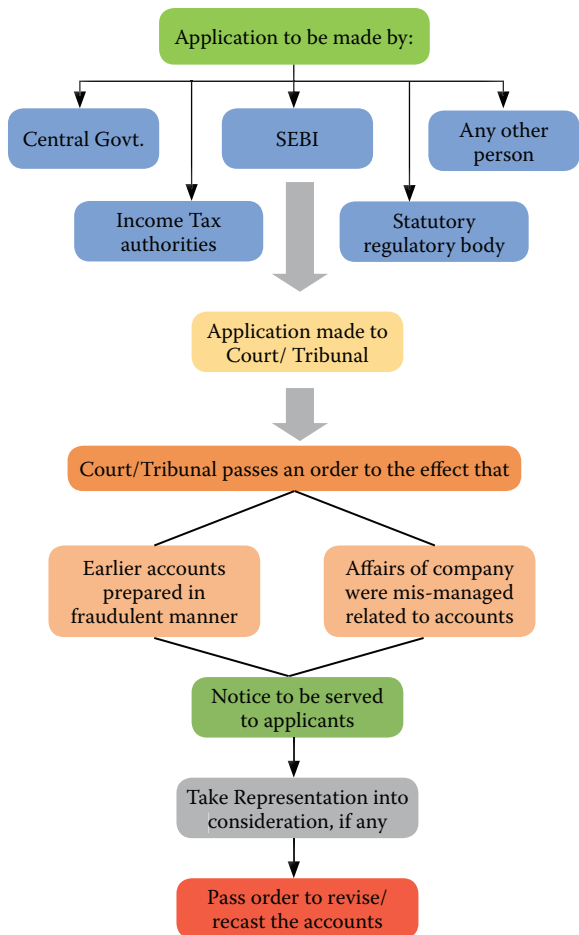 Application to be made by:
Central Govt.
SEBI
Any other
person
Income Tax
authorities
Statutory
regulatory body
Application made to
Court/ Tribunal
Court/Tribunal passes an order to the effect that
Earlier accounts
prepared in
fraudulent manner
Affairs of company
were mis-managed
related to accounts
Notice to be served
to applicants
Take Representation into
consideration, if any
Pass order to revise/
recast the accounts